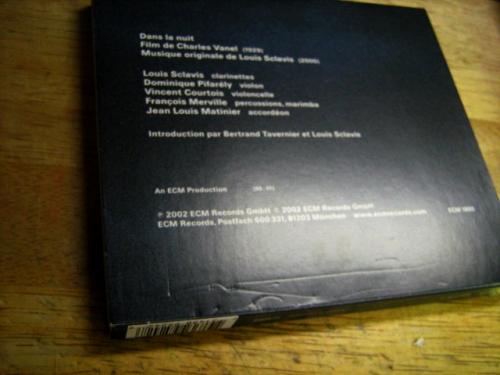 Dans la nuit
Film de Charles Vanel (1929)
Musique originale de Louis Sclavis (2000)
Louis Sclavis clarinettes
Dominique Pifarély violon
Vincent Courtois violoncelle
François Merville percussions, marimba
Jean Louis Matinier accordéon
Introduction par Bertrand Tavernier et Louis Sclavis
An ECM Production
℗ 2002 ECM Records GmbH © 2002 ECM Records GmbH
ECM Records, Postfach 600 331, 81203 München www.ecmrecords.com
ECM